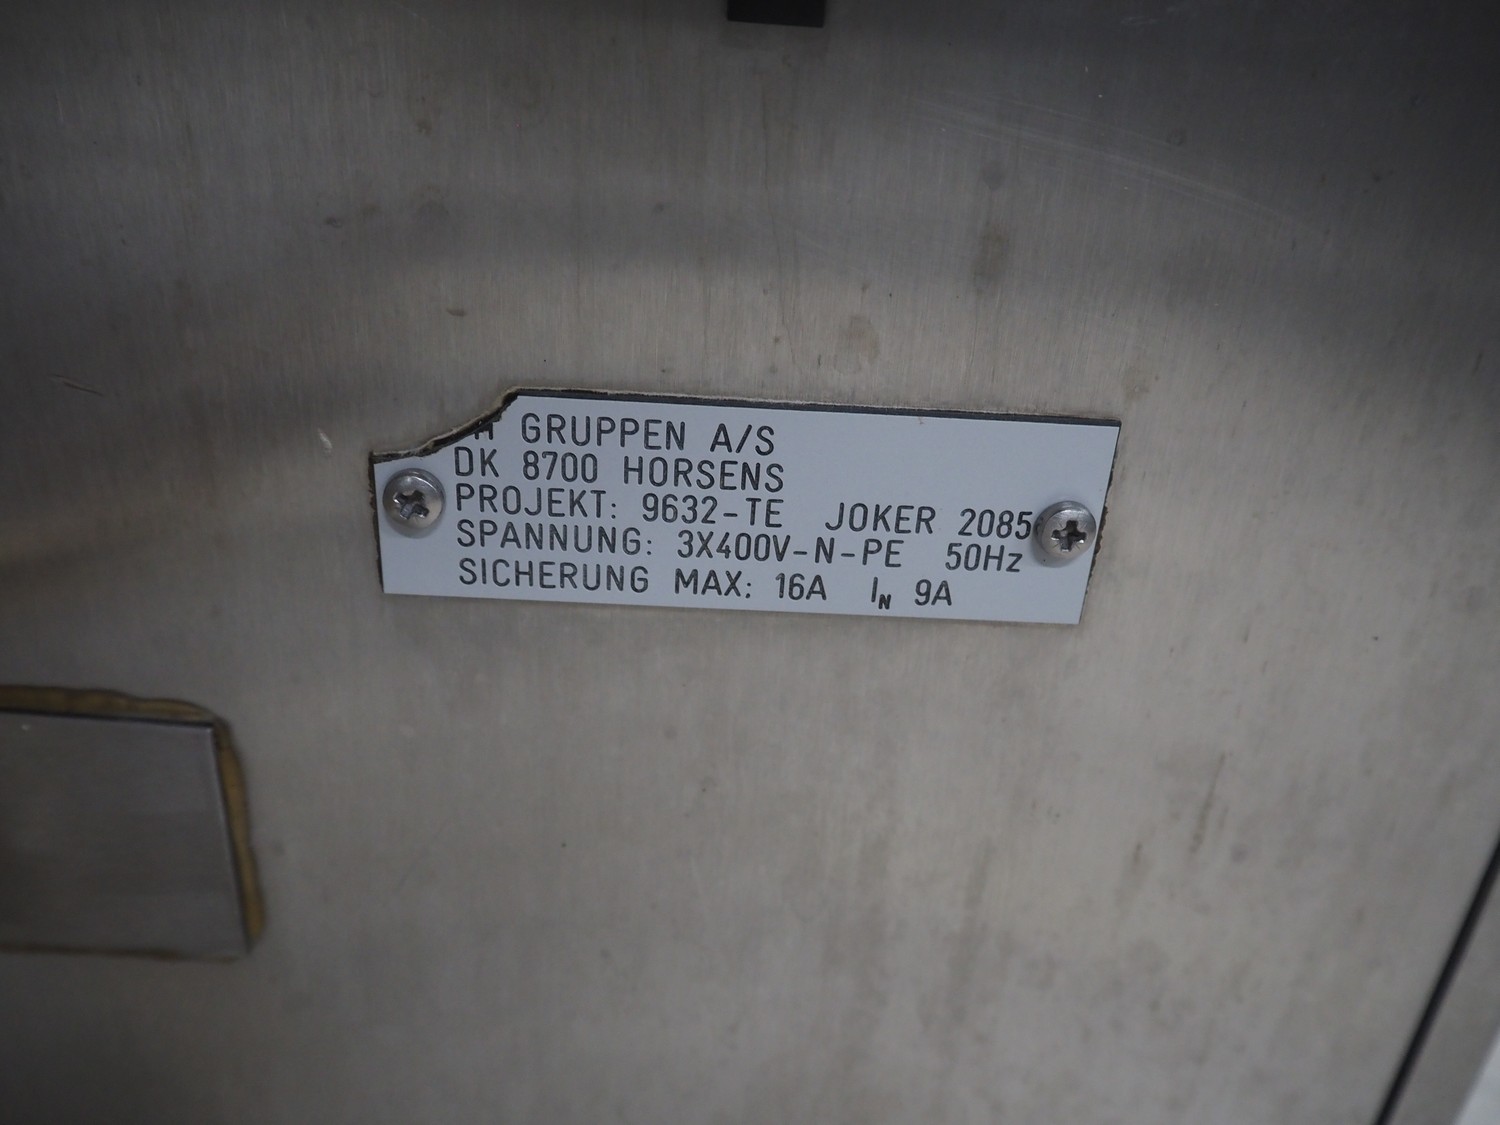 GRUPPEN A/S
DK 8700 HORSENS
PROJEKT: 9632-TE JOKER 2085
SPANNUNG: 3X400V-N-PE 50Hz
SICHERUNG MAX: 16A IN 9A